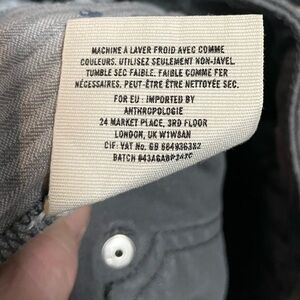 MACHINE À LAVER FROID AVEC COMME
COULEURS. UTILISEZ SEULEMENT NON-JAVEL.
TUMBLE SEC FAIBLE. FAIBLE COMME FER
NÉCESSAIRES. PEUT-ÊTRE ÊTRE NETTOYÉE SEC.
FOR EU: IMPORTED BY
ANTHROPOLOGIE
24 MARKET PLACE, 3RD FLOOR
LONDON, UK W1W8AN
CIF: VAT No. GB 684936382
BATCH